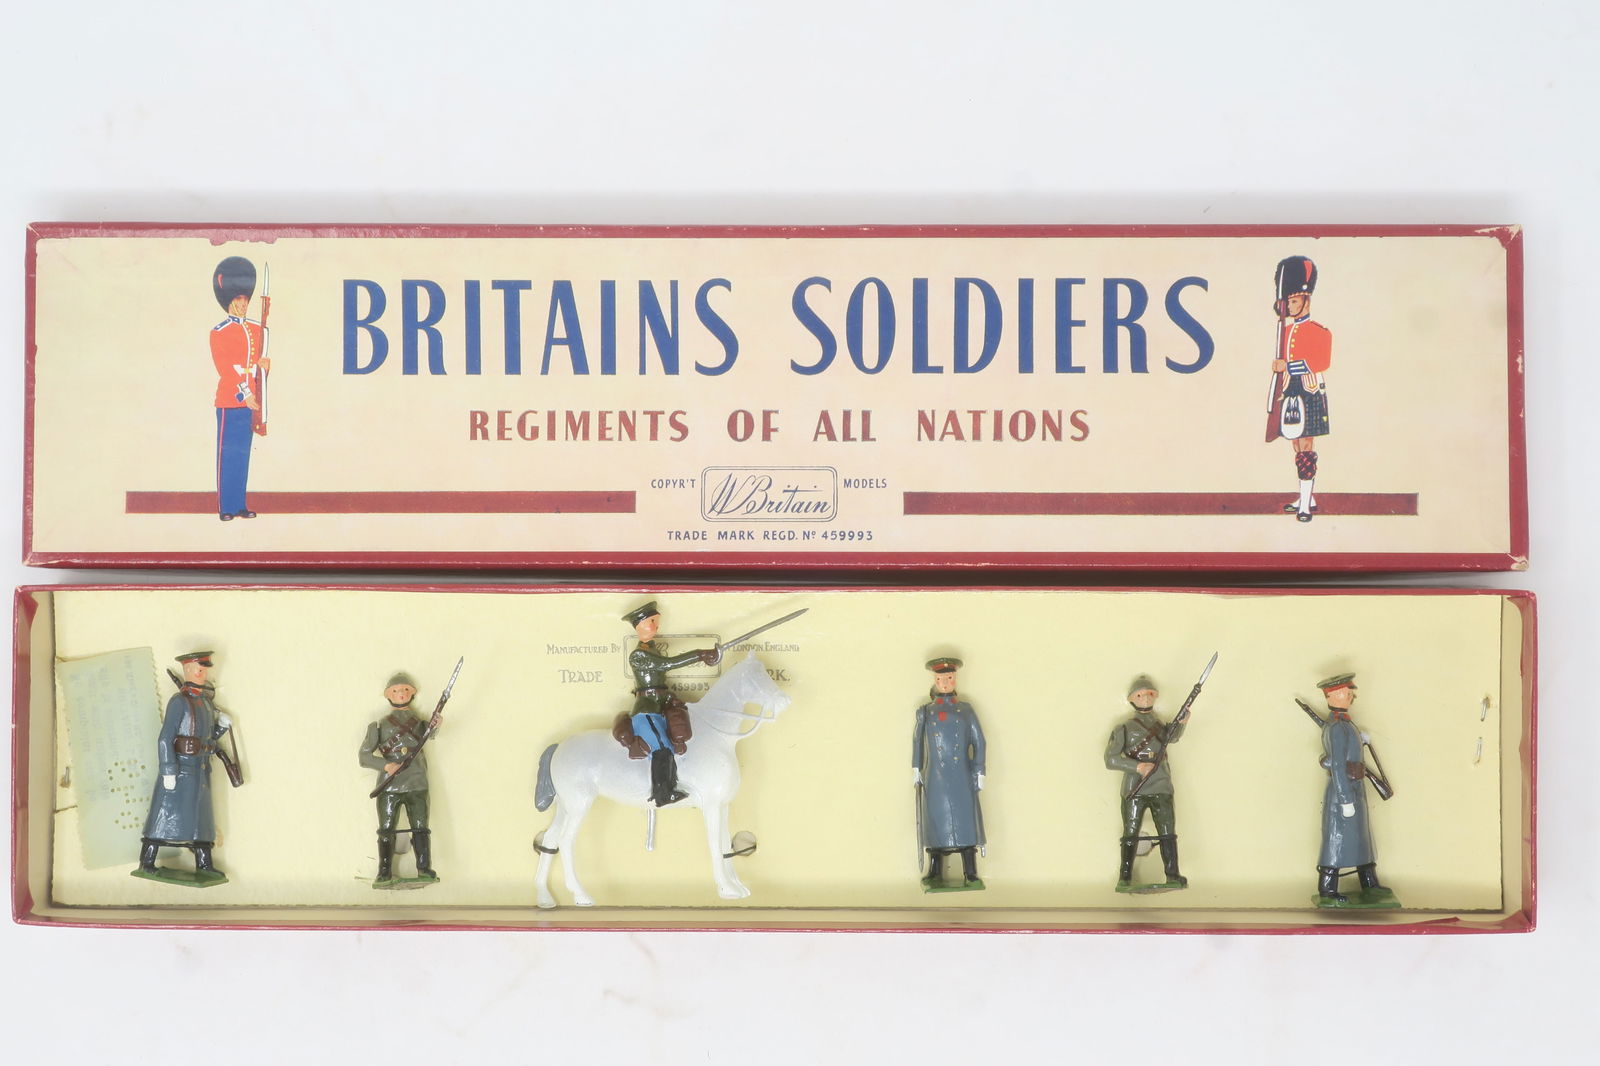 BRITAINS SOLDIERS
REGIMENTS OF ALL NATIONS
COPYR'T W Britain MODELS
TRADE MARK REGD. Nº 459993
MANUFACTURED BY LONDON, ENGLAND
TRADE
459993